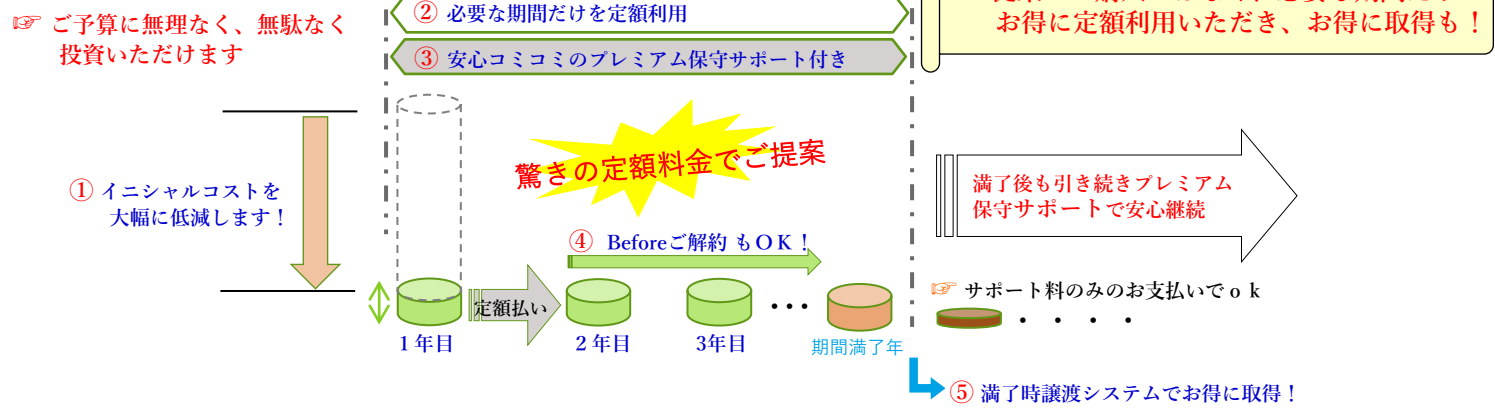 ☞ ご予算に無理なく、無駄なく
投資いただけます
② 必要な期間だけを定額利用
③ 安心コミコミのプレミアム保守サポート付き
お得に定額利用いただき、お得に取得も！
① イニシャルコストを
大幅に低減します！
驚きの定額料金でご提案
④ Beforeご解約 もＯＫ！
満了後も引き続きプレミアム
保守サポートで安心継続
定額払い
☞ サポート料のみのお支払いでｏｋ
・・・
・ ・ ・ ・
１年目
２年目
3年目
期間満了年
⑤ 満了時譲渡システムでお得に取得！